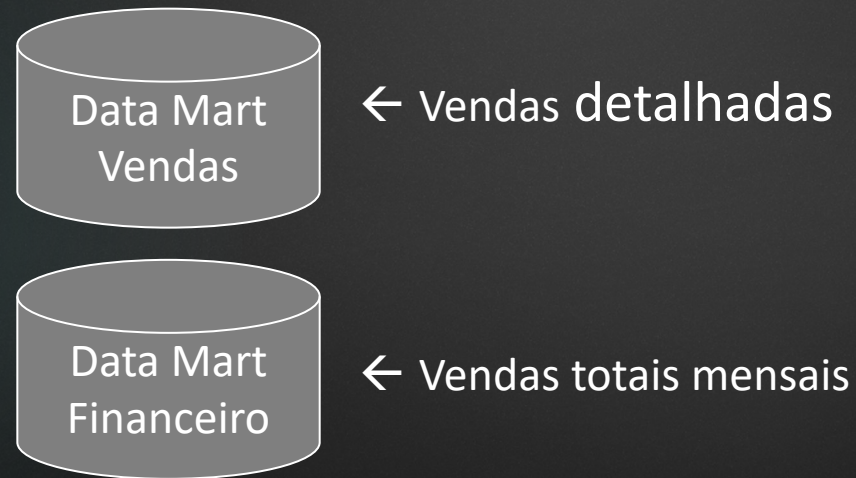 Data Mart
Vendas
← Vendas detalhadas
Data Mart
Financeiro
← Vendas totais mensais